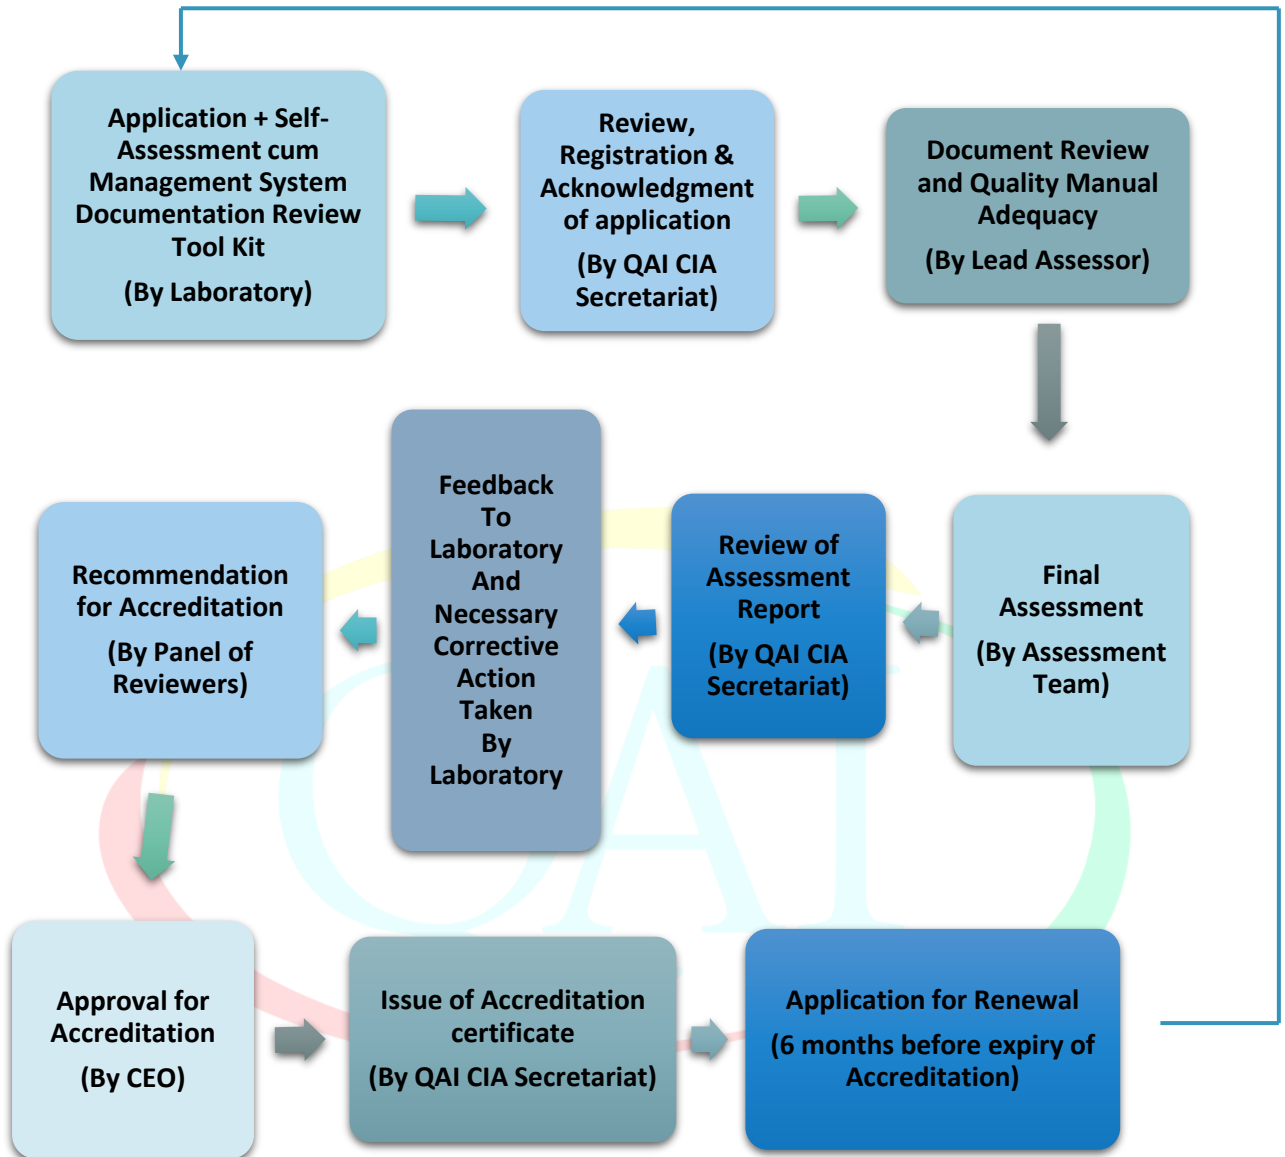 Application + Self-
Assessment cum
Management System
Documentation Review
Tool Kit
(By Laboratory)
Review,
Registration &
Acknowledgment
of application
(By QAI CIA
Secretariat)
Document Review
and Quality Manual
Adequacy
(By Lead Assessor)
Final
Assessment
(By Assessment
Team)
Review of
Assessment
Report
(By QAI CIA
Secretariat)
Feedback
To
Laboratory
And
Necessary
Corrective
Action
Taken
By
Laboratory
Recommendation
for Accreditation
(By Panel of
Reviewers)
Approval for
Accreditation
(By CEO)
Issue of Accreditation
certificate
(By QAI CIA Secretariat)
Application for Renewal
(6 months before expiry of
Accreditation)
QAI